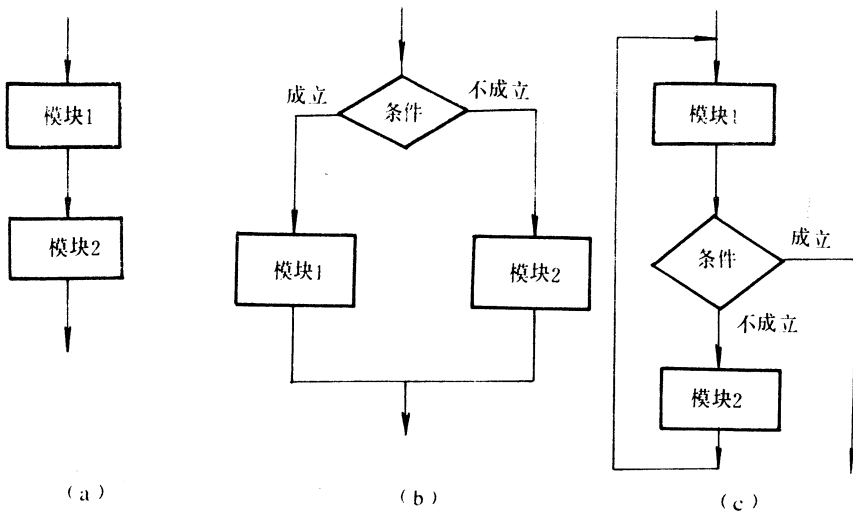 模块1
模块2
(a)
成立
不成立
条件
模块1
模块2
(b)
模块1
条件
成立
不成立
模块2
(c)